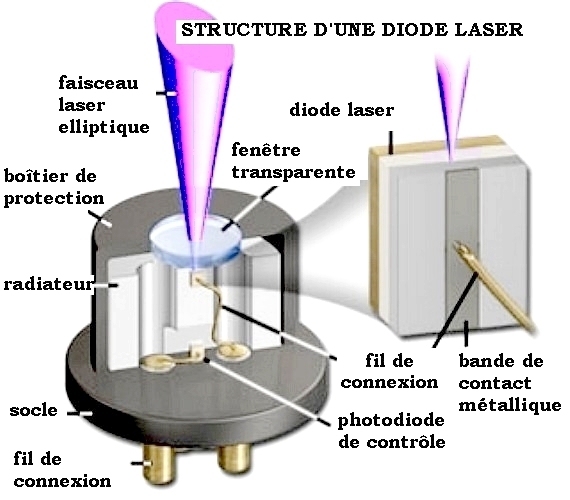 STRUCTURE D'UNE DIODE LASER
faisceau
laser
elliptique
diode laser
fenêtre
transparente
boîtier de
protection
radiateur
fil de
connexion
bande de
contact
métallique
socle
photodiode
de contrôle
fil de
connexion